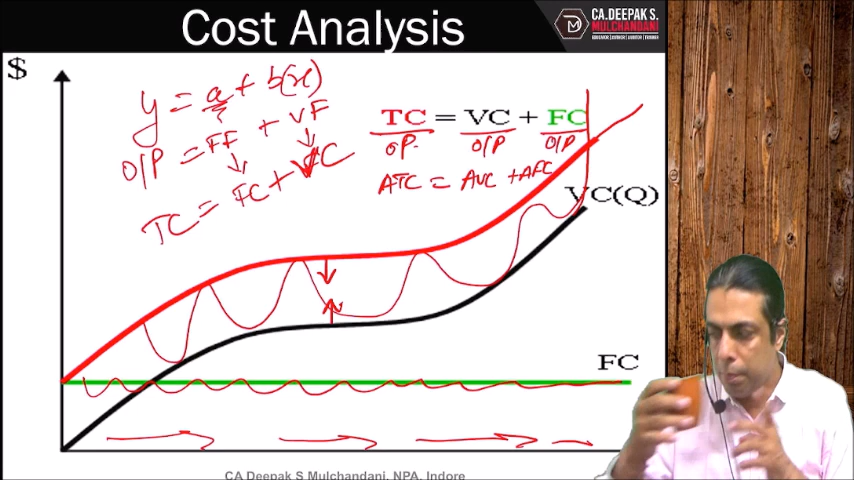 Cost Analysis
CA.DEEPAK S.
MULCHANDANI
$
y = a + b(x)
O/P = FF + VF
TC = FC + VC
TC = VC + FC
O/P O/P O/P
ATC = AVC + AFC
VC(Q)
FC
CA Deepak S Mulchandani, NPA, Indore